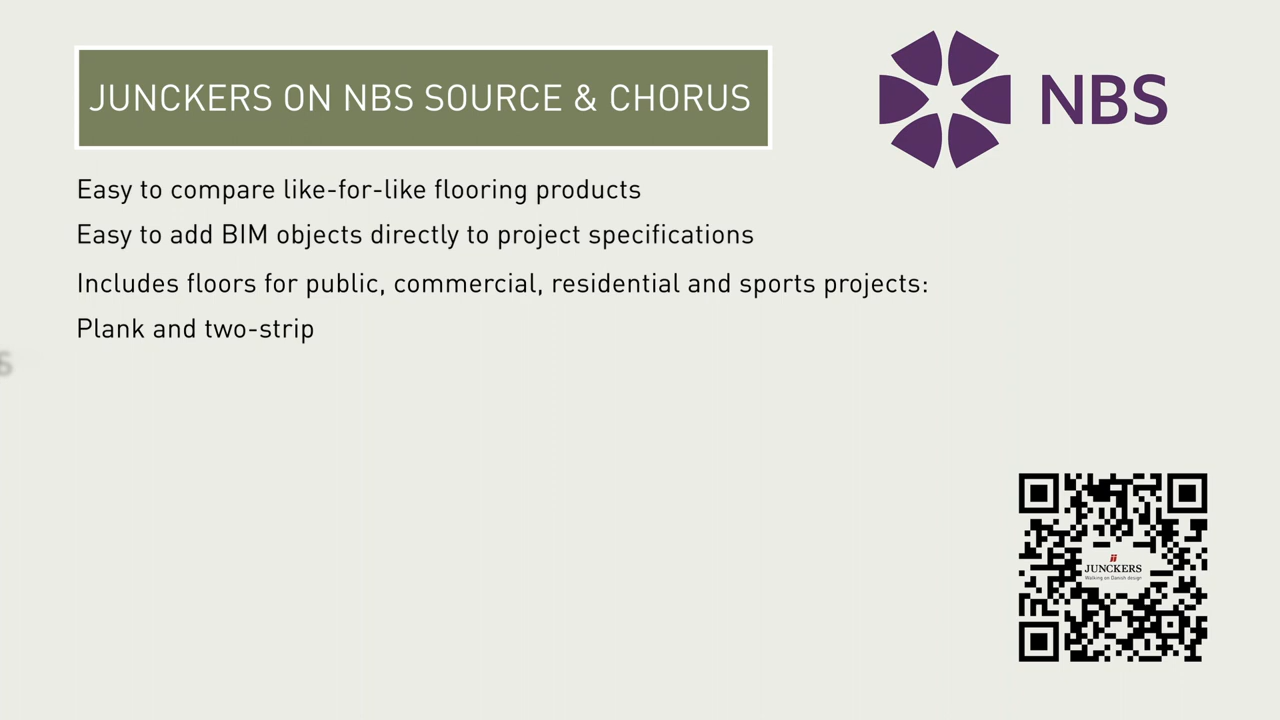 JUNCKERS ON NBS SOURCE & CHORUS
NBS
Easy to compare like-for-like flooring products
Easy to add BIM objects directly to project specifications
Includes floors for public, commercial, residential and sports projects:
Plank and two-strip
JUNCKERS
Walking on Danish design